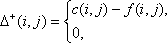 Δ⁺(i, j) = { c(i, j) − f(i, j),
0,